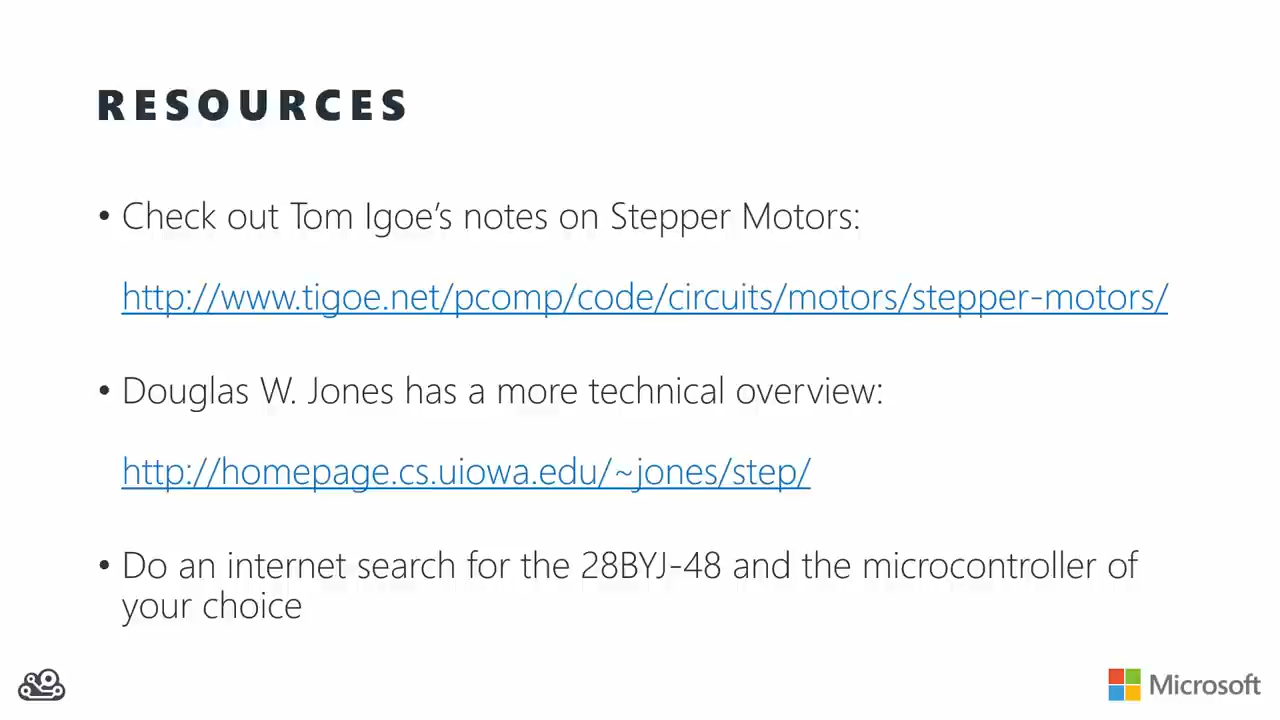 RESOURCES
• Check out Tom Igoe’s notes on Stepper Motors:
http://www.tigoe.net/pcomp/code/circuits/motors/stepper-motors/
• Douglas W. Jones has a more technical overview:
http://homepage.cs.uiowa.edu/~jones/step/
• Do an internet search for the 28BYJ-48 and the microcontroller of
your choice
Microsoft